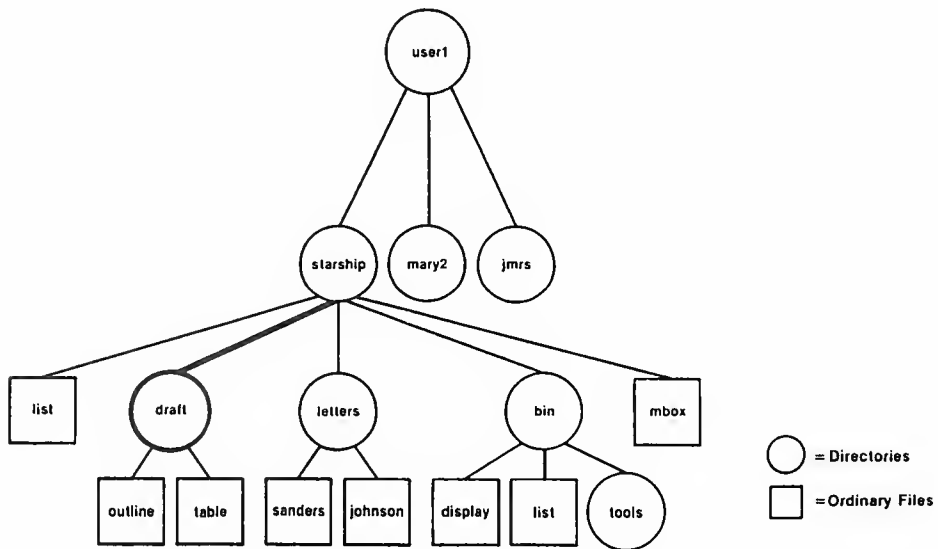 user1
starship
mary2
jmrs
list
draft
letters
bin
mbox
outline
table
sanders
johnson
display
list
tools
= Directories
=Ordinary Files